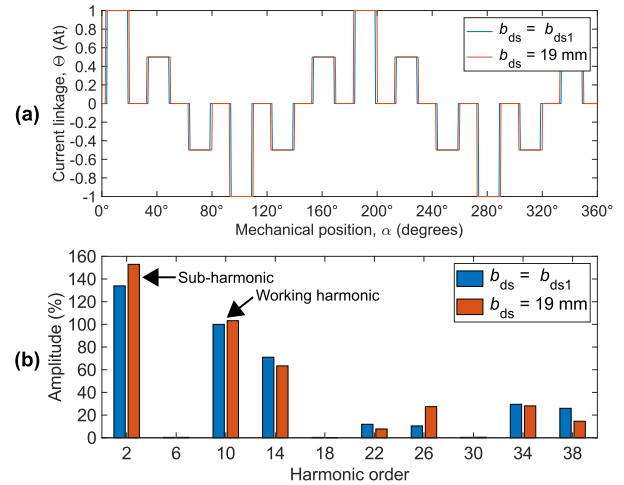 (a)
Current linkage, Θ (At)
1
0.8
0.6
0.4
0.2
0
-0.2
-0.4
-0.6
-0.8
-1
0° 40° 80° 120° 160° 200° 240° 280° 320° 360°
Mechanical position, α (degrees)
b_ds = b_ds1
b_ds = 19 mm
(b)
Amplitude (%)
160
140
120
100
80
60
40
20
0
Sub-harmonic
Working harmonic
b_ds = b_ds1
b_ds = 19 mm
2 6 10 14 18 22 26 30 34 38
Harmonic order